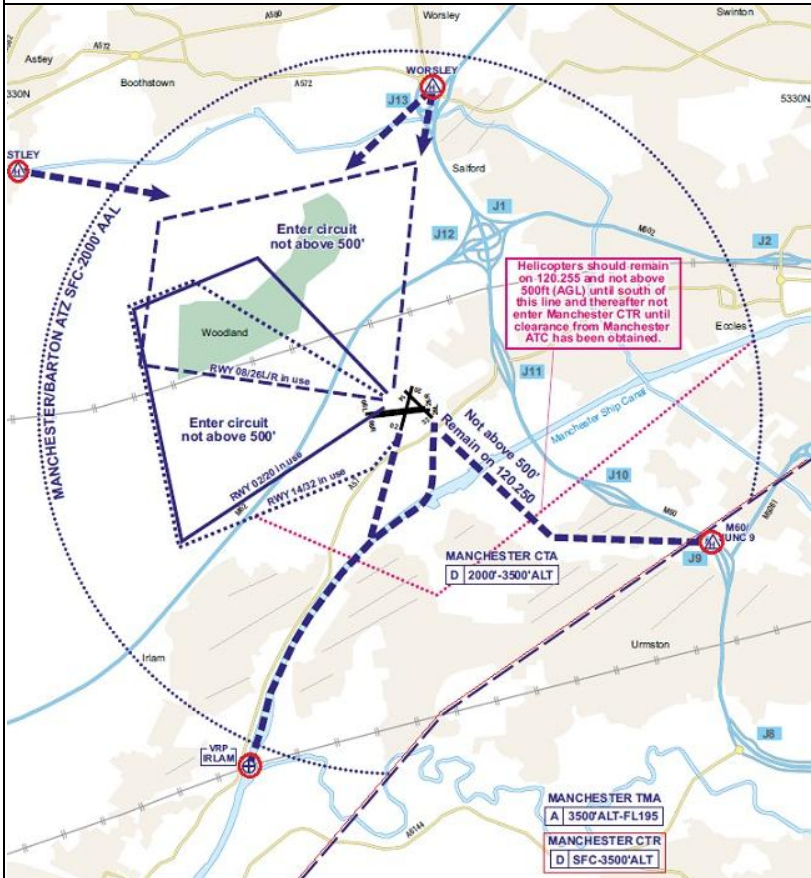 A580
Worsley
Swinton
A572
Astley
Boothstown
A572
5330N
WORSLEY
J13
5330N
STLEY
Salford
J1
J12
M602
J2
Enter circuit
not above 500'
Helicopters should remain
on 120.255 and not above
500ft (AGL) until south of
this line and thereafter not
enter Manchester CTR until
clearance from Manchester
ATC has been obtained.
Eccles
MANCHESTER/BARTON ATZ SFC-2000' AAL
Woodland
RWY 08/26L/R in use
J11
Manchester Ship Canal
Enter circuit
not above 500'
Not above 500'
Remain on 120.250
RWY 02/20 in use
RWY 14/32 in use
A57
M62
02
J10
M60
M60/
JUNC 9
J9
MANCHESTER CTA
D 2000'-3500'ALT
Irlam
Urmston
VRP
IRLAM
J8
A6144
MANCHESTER TMA
A 3500'ALT-FL195
MANCHESTER CTR
D SFC-3500'ALT